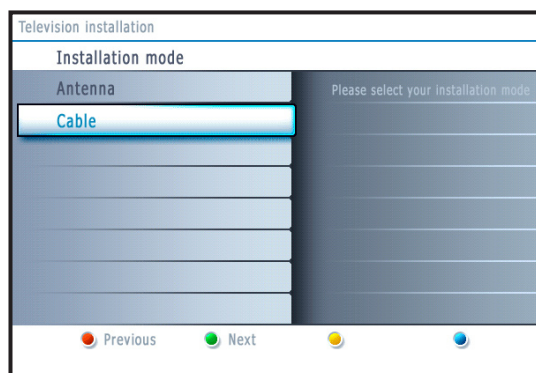 Television installation
Installation mode
Antenna
Please select your installation mode
Cable
Previous
Next